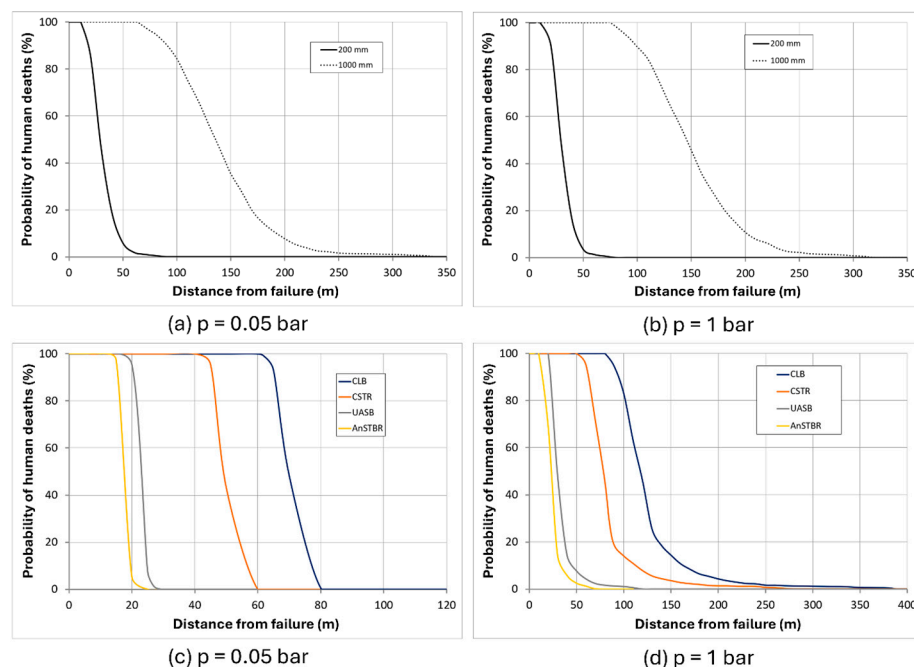 Probability of human deaths (%)
100
80
60
40
20
0
200 mm
1000 mm
0 50 100 150 200 250 300 350
Distance from failure (m)
(a) p = 0.05 bar
Probability of human deaths (%)
100
80
60
40
20
0
200 mm
1000 mm
0 50 100 150 200 250 300 350
Distance from failure (m)
(b) p = 1 bar
Probability of human deaths (%)
100
80
60
40
20
0
CLB
CSTR
UASB
AnSTBR
0 20 40 60 80 100 120
Distance from failure (m)
(c) p = 0.05 bar
Probability of human deaths (%)
100
80
60
40
20
0
CLB
CSTR
UASB
AnSTBR
0 50 100 150 200 250 300 350 400
Distance from failure (m)
(d) p = 1 bar